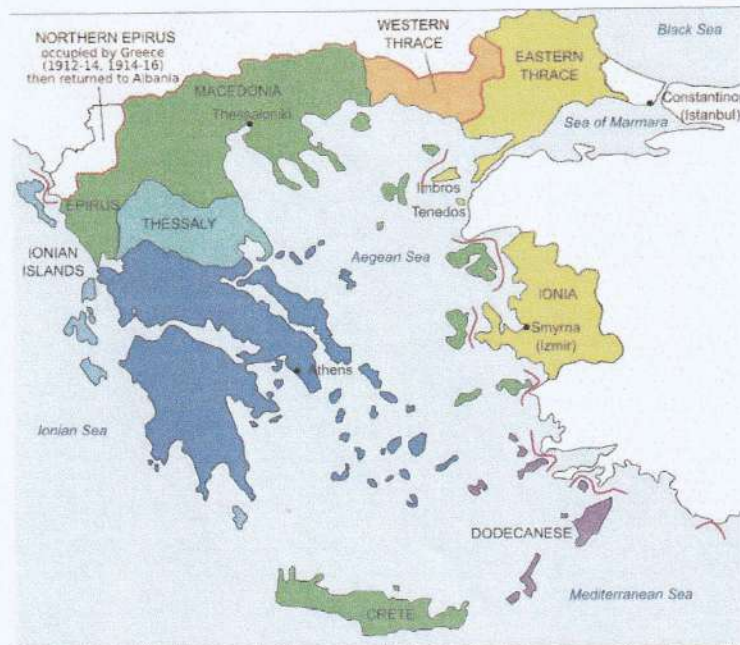 NORTHERN EPIRUS
occupied by Greece
(1912-14, 1914-16)
then returned to Albania
WESTERN
THRACE
EASTERN
THRACE
Black Sea
MACEDONIA
Thessaloniki
Constantinop
(Istanbul)
Sea of Marmara
Imbros
Tenedos
EPIRUS
THESSALY
IONIAN
ISLANDS
Aegean Sea
IONIA
Smyrna
(Izmir)
Athens
Ionian Sea
DODECANESE
Mediterranean Sea
CRETE